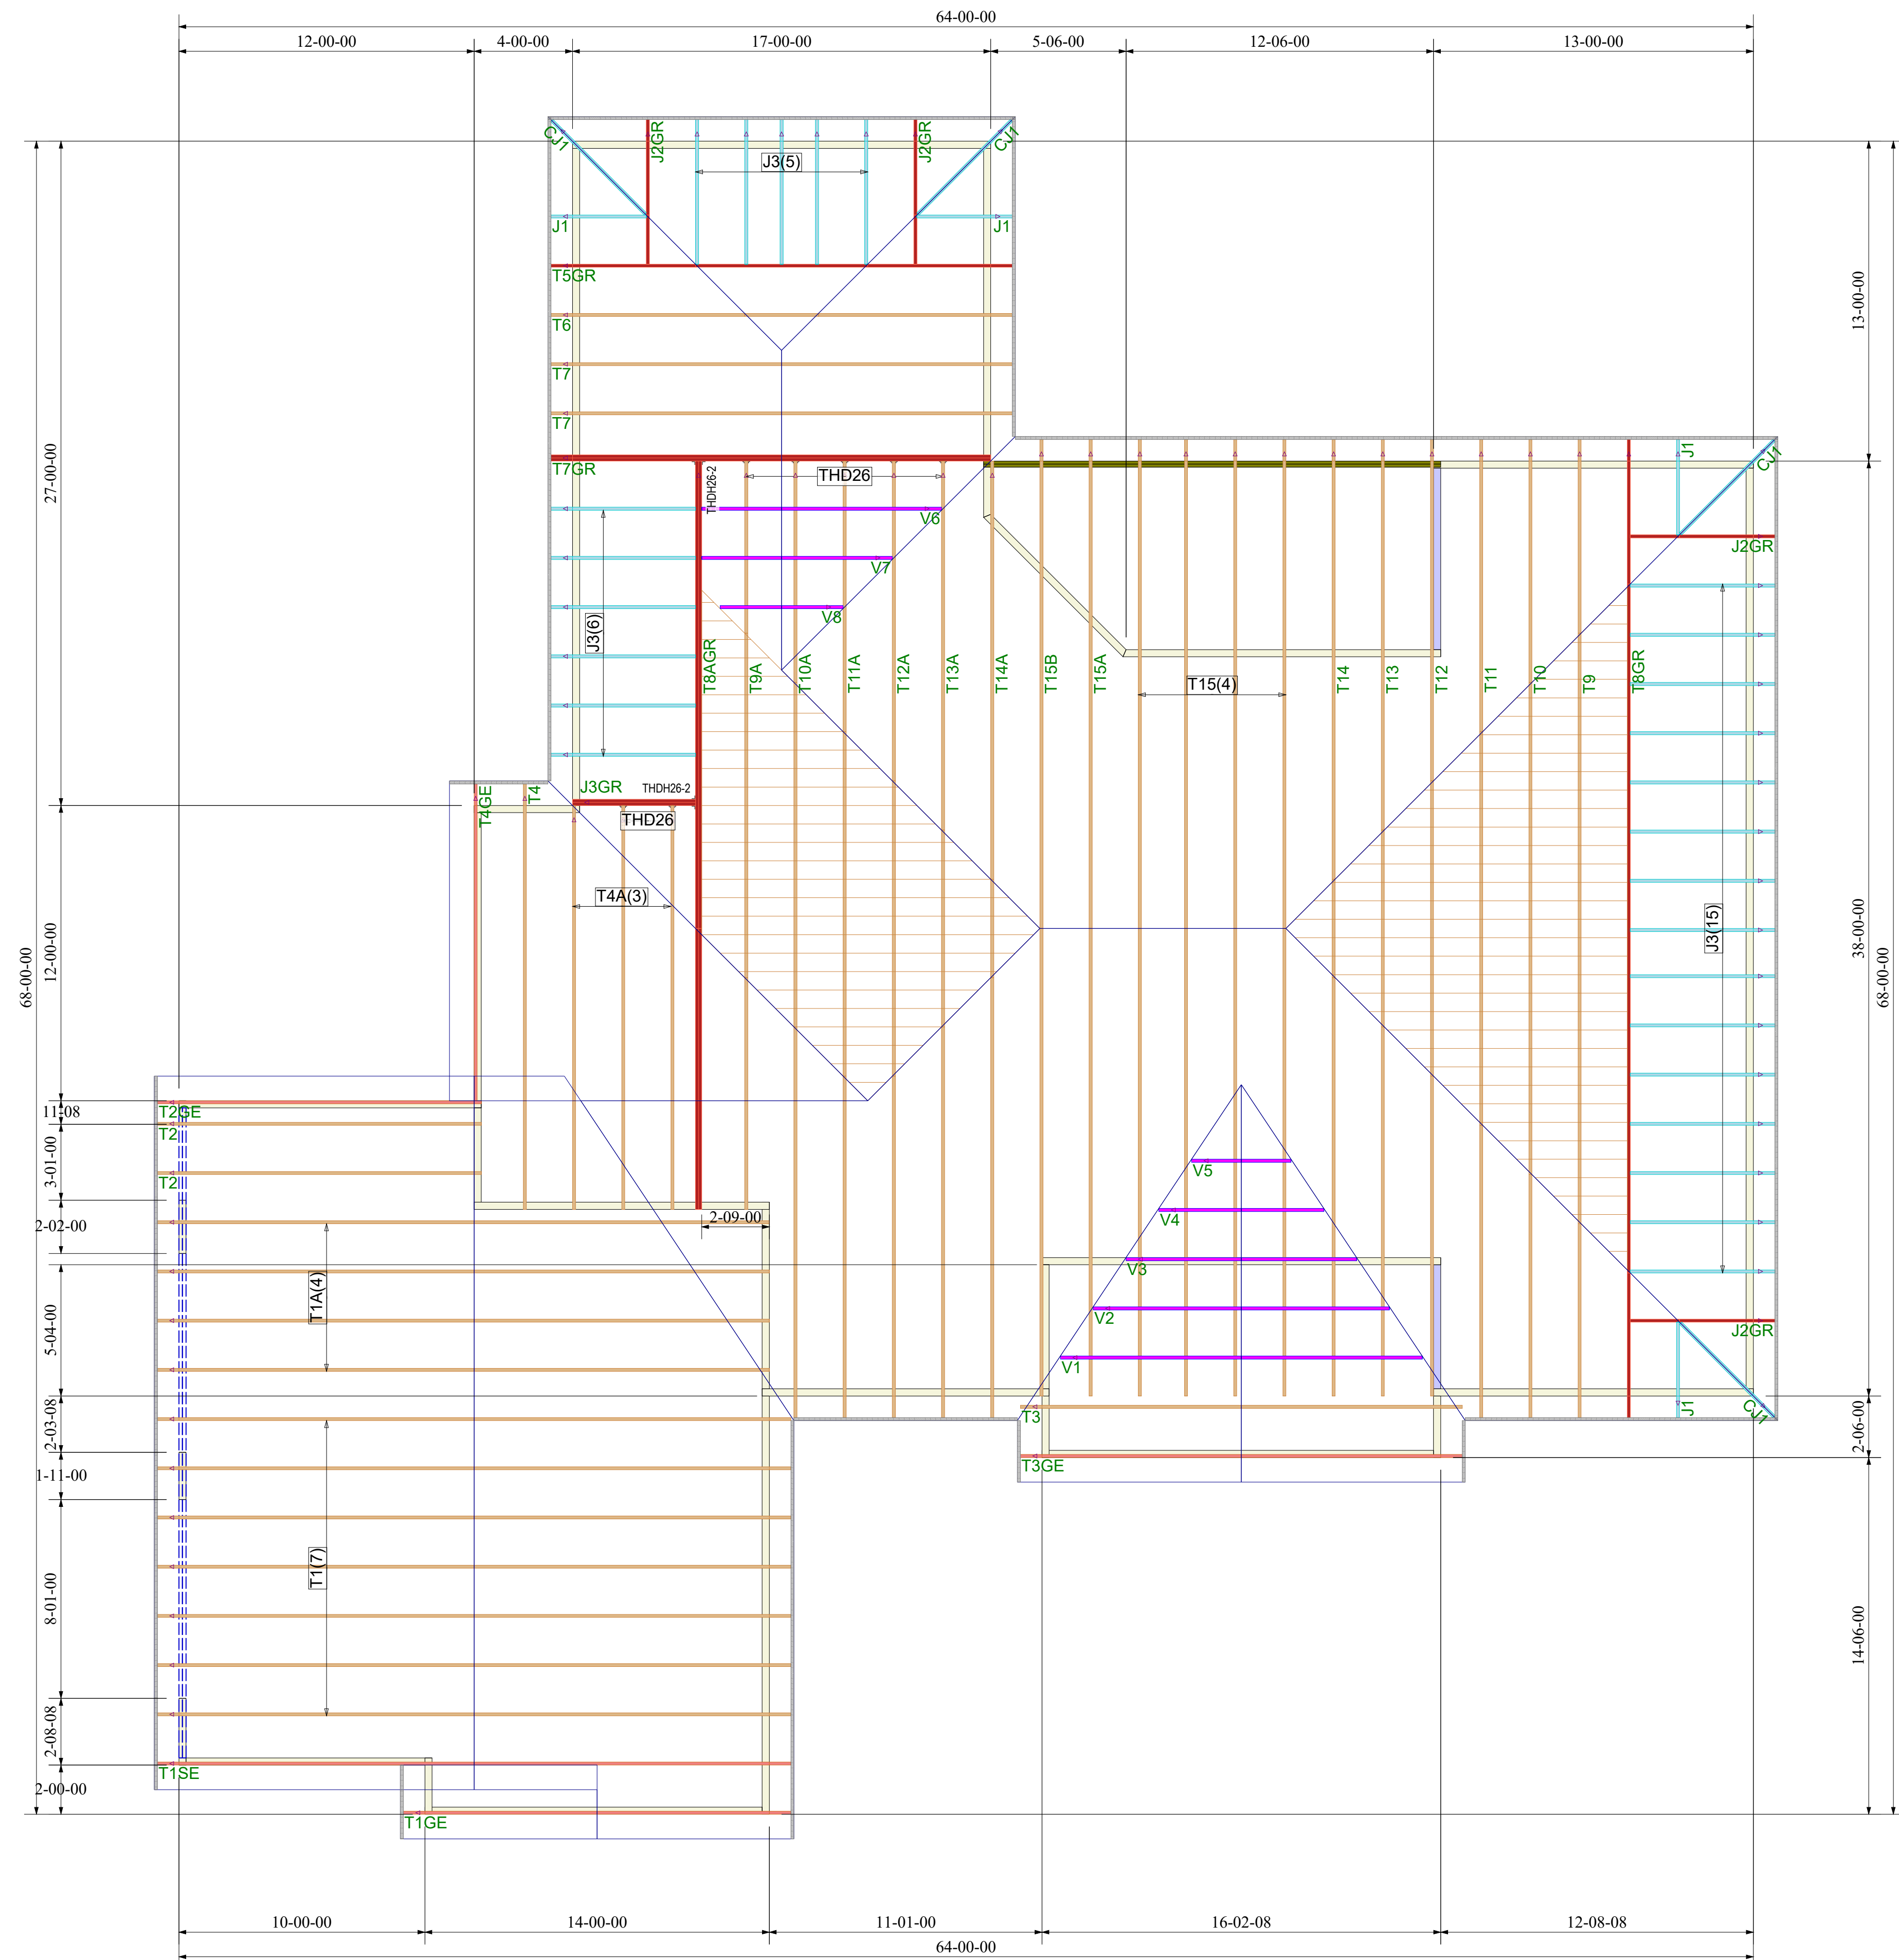 64-00-00
12-00-00
4-00-00
17-00-00
5-06-00
12-06-00
13-00-00
CJ1
J2GR
J3(5)
J2GR
CJ1
J1
J1
T5GR
T6
T7
T7
T7GR
13-00-00
27-00-00
THDH26-2
THD26
V6
V7
V8
J3(6)
J1
CJ1
J2GR
T8AGR
T9A
T10A
T11A
T12A
T13A
T14A
T15B
T15A
T15(4)
T14
T13
T12
T11
T10
T9
T8GR
T4GE
T4
J3GR
THDH26-2
THD26
T4A(3)
J3(15)
38-00-00
68-00-00
68-00-00
12-00-00
11-08
3-01-00
2-02-00
5-04-00
2-03-08
1-11-00
8-01-00
2-08-08
2-00-00
T2GE
T2
T2
2-09-00
T1A(4)
V5
V4
V3
V2
V1
J2GR
J1
CJ1
T3
T3GE
2-06-00
14-06-00
T1(7)
T1SE
T1GE
10-00-00
14-00-00
11-01-00
16-02-08
12-08-08
64-00-00